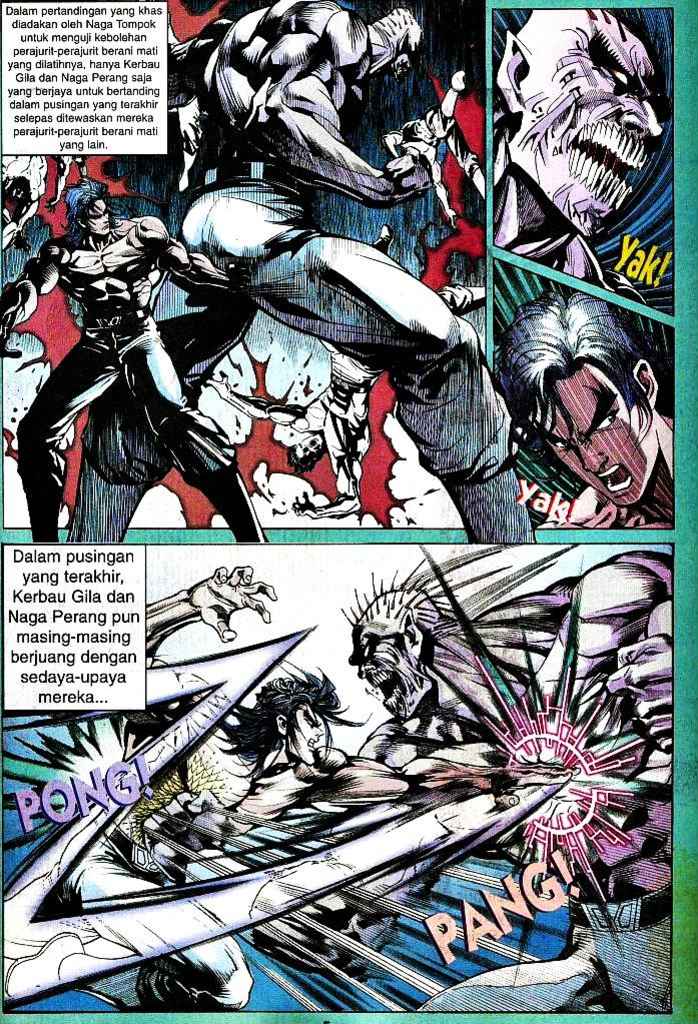 Dalam pertandingan yang khas
diadakan oleh Naga Tompok
untuk menguji kebolehan
perajurit-perajurit berani mati
yang dilatihnya, hanya Kerbau
Gila dan Naga Perang saja
yang berjaya untuk bertanding
dalam pusingan yang terakhir
selepas ditewaskan mereka
perajurit-perajurit berani mati
yang lain.
Yak!
Yak!
Dalam pusingan
yang terakhir,
Kerbau Gila dan
Naga Perang pun
masing-masing
berjuang dengan
sedaya-upaya
mereka...
PONG!
PANG!